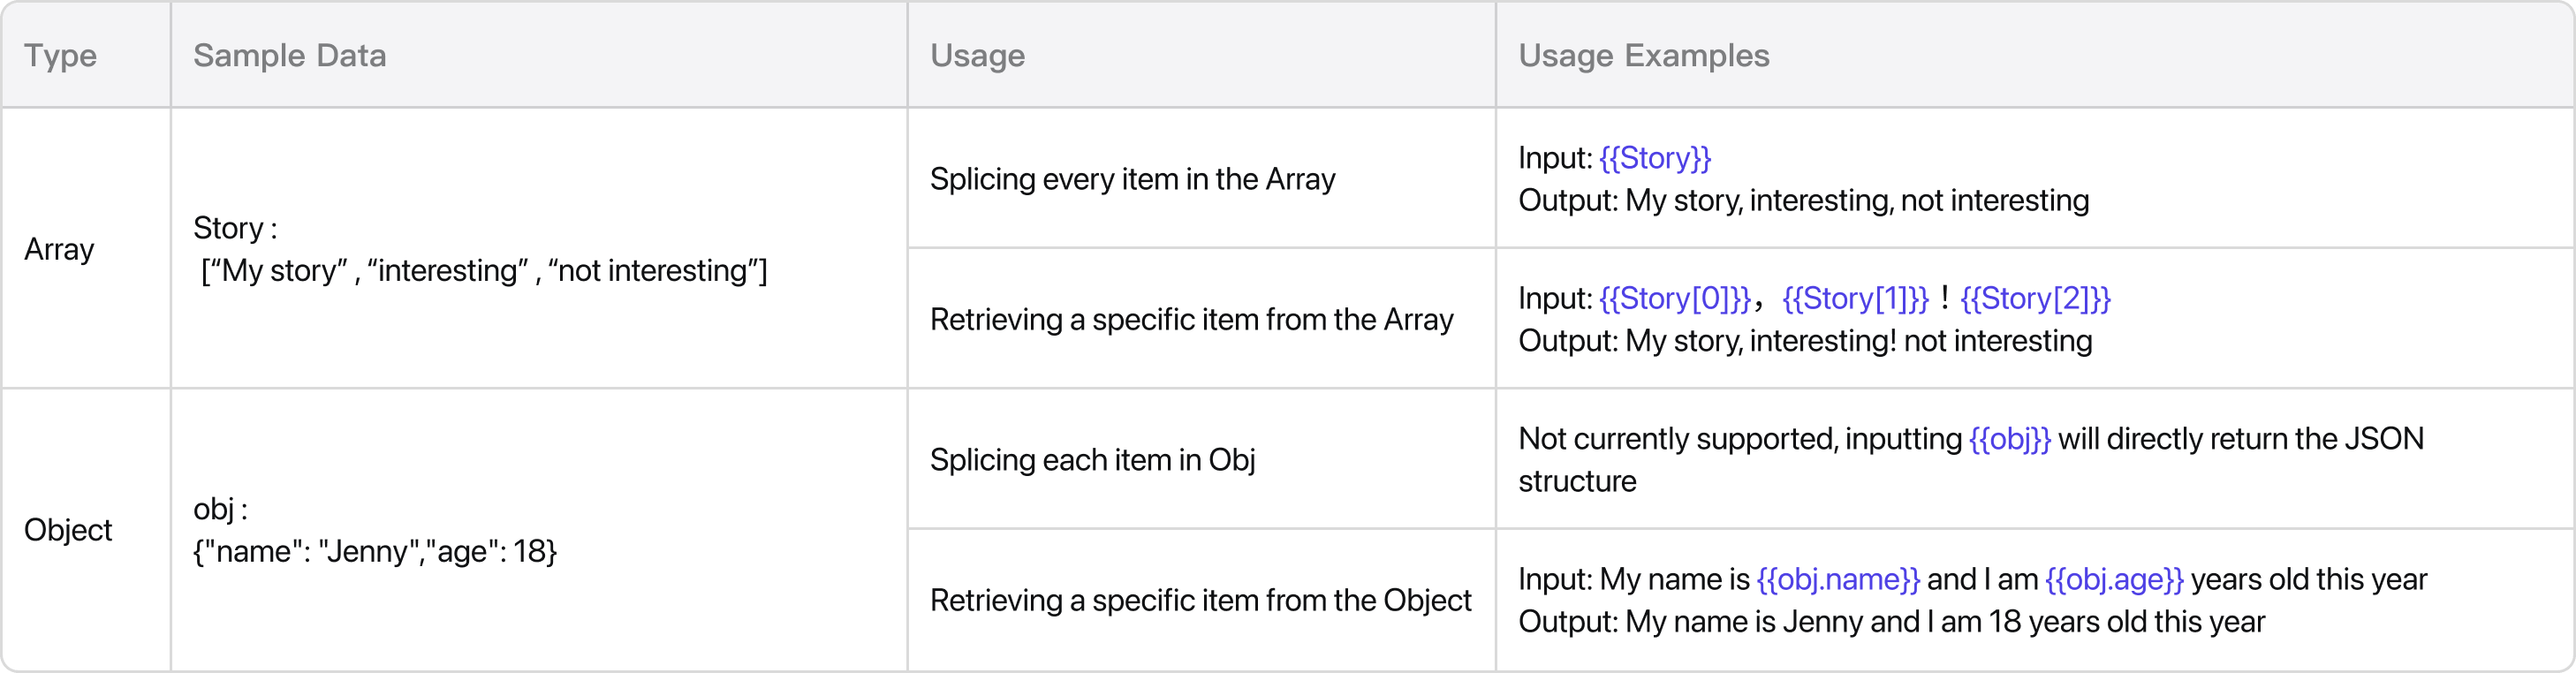 Type
Sample Data
Usage
Usage Examples
Array
Story :
[“My story” , “interesting” , “not interesting”]
Splicing every item in the Array
Input: {{Story}}
Output: My story, interesting, not interesting
Retrieving a specific item from the Array
Input: {{Story[0]}}，{{Story[1]}}！{{Story[2]}}
Output: My story, interesting! not interesting
Object
obj :
{"name": "Jenny","age": 18}
Splicing each item in Obj
Not currently supported, inputting {{obj}} will directly return the JSON
structure
Retrieving a specific item from the Object
Input: My name is {{obj.name}} and I am {{obj.age}} years old this year
Output: My name is Jenny and I am 18 years old this year